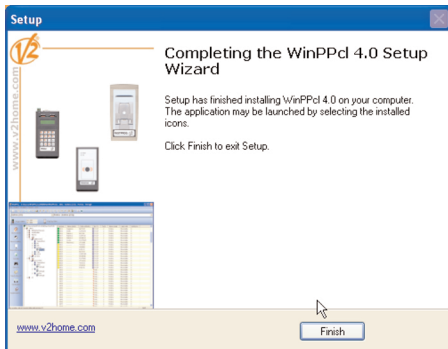 Setup
V2
Completing the WinPPcl 4.0 Setup
Wizard
www.v2home.com
Setup has finished installing WinPPcl 4.0 on your computer.
The application may be launched by selecting the installed
icons.
Click Finish to exit Setup.
www.v2home.com
Finish